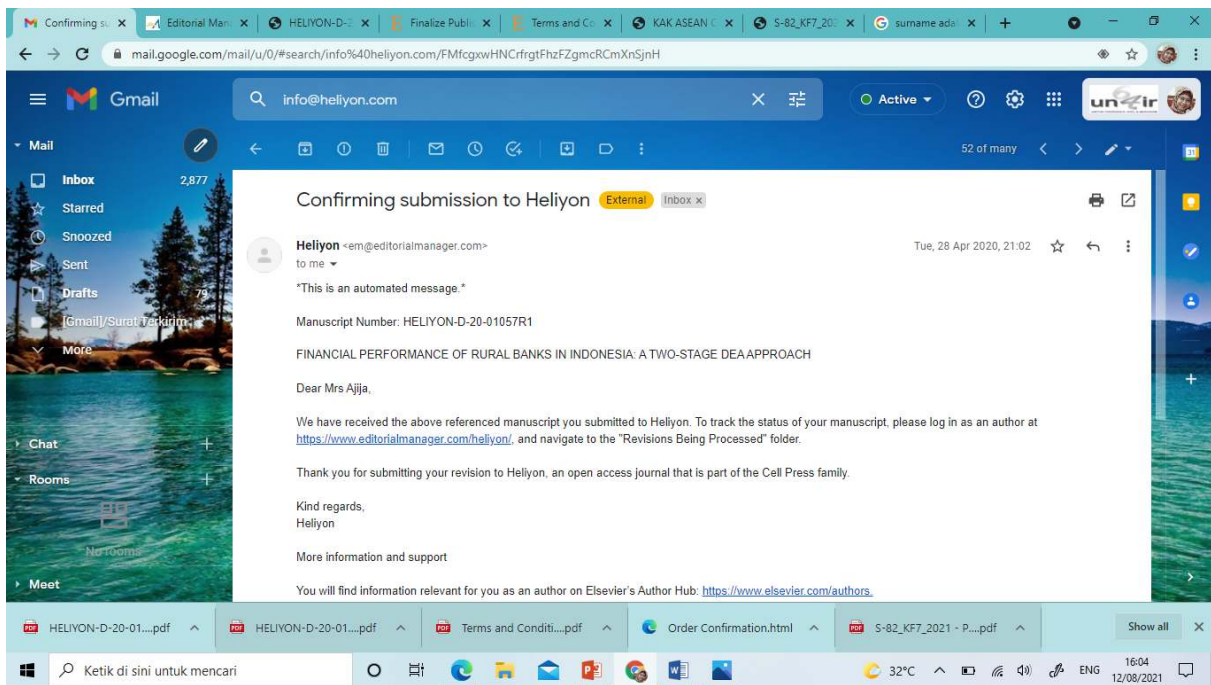 Confirming su
Editorial Man
HELIYON-D-2
Finalize Public
Terms and Co
KAK ASEAN C
S-82_KF7_202
surname adal
mail.google.com/mail/u/0/#search/info%40heliyon.com/FMfcgxwHNCrfrgtFhzFZgmcRCmXnSjnH
Gmail
info@heliyon.com
Active
Mail
52 of many
31
Inbox 2,877
Starred
Snoozed
Sent
Drafts 79
[Gmail]/Surat Terkirim
More
Chat
Rooms
No rooms
Meet
Confirming submission to Heliyon External Inbox x
Heliyon <em@editorialmanager.com> Tue, 28 Apr 2020, 21:02
to me
*This is an automated message.*
Manuscript Number: HELIYON-D-20-01057R1
FINANCIAL PERFORMANCE OF RURAL BANKS IN INDONESIA: A TWO-STAGE DEA APPROACH
Dear Mrs Ajija,
We have received the above referenced manuscript you submitted to Heliyon. To track the status of your manuscript, please log in as an author at
https://www.editorialmanager.com/heliyon/, and navigate to the "Revisions Being Processed" folder.
Thank you for submitting your revision to Heliyon, an open access journal that is part of the Cell Press family.
Kind regards,
Heliyon
More information and support
You will find information relevant for you as an author on Elsevier's Author Hub: https://www.elsevier.com/authors.
HELIYON-D-20-01....pdf
HELIYON-D-20-01....pdf
Terms and Conditi....pdf
Order Confirmation.html
S-82_KF7_2021 - P....pdf
Show all
Ketik di sini untuk mencari
32°C
ENG
16:04
12/08/2021